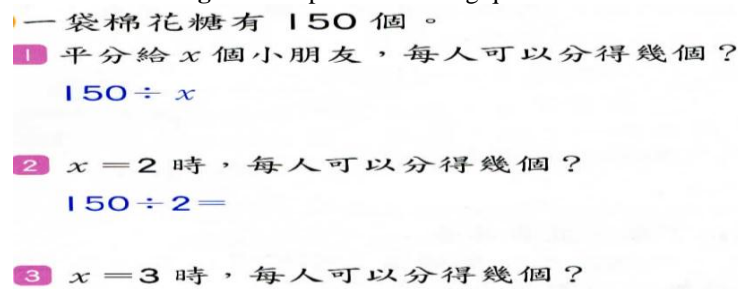 一袋棉花糖有 150 個。
1 平分給 x 個小朋友，每人可以分得幾個？
150÷ x
2 x =2 時，每人可以分得幾個？
150÷2=
3 x =3 時，每人可以分得幾個？